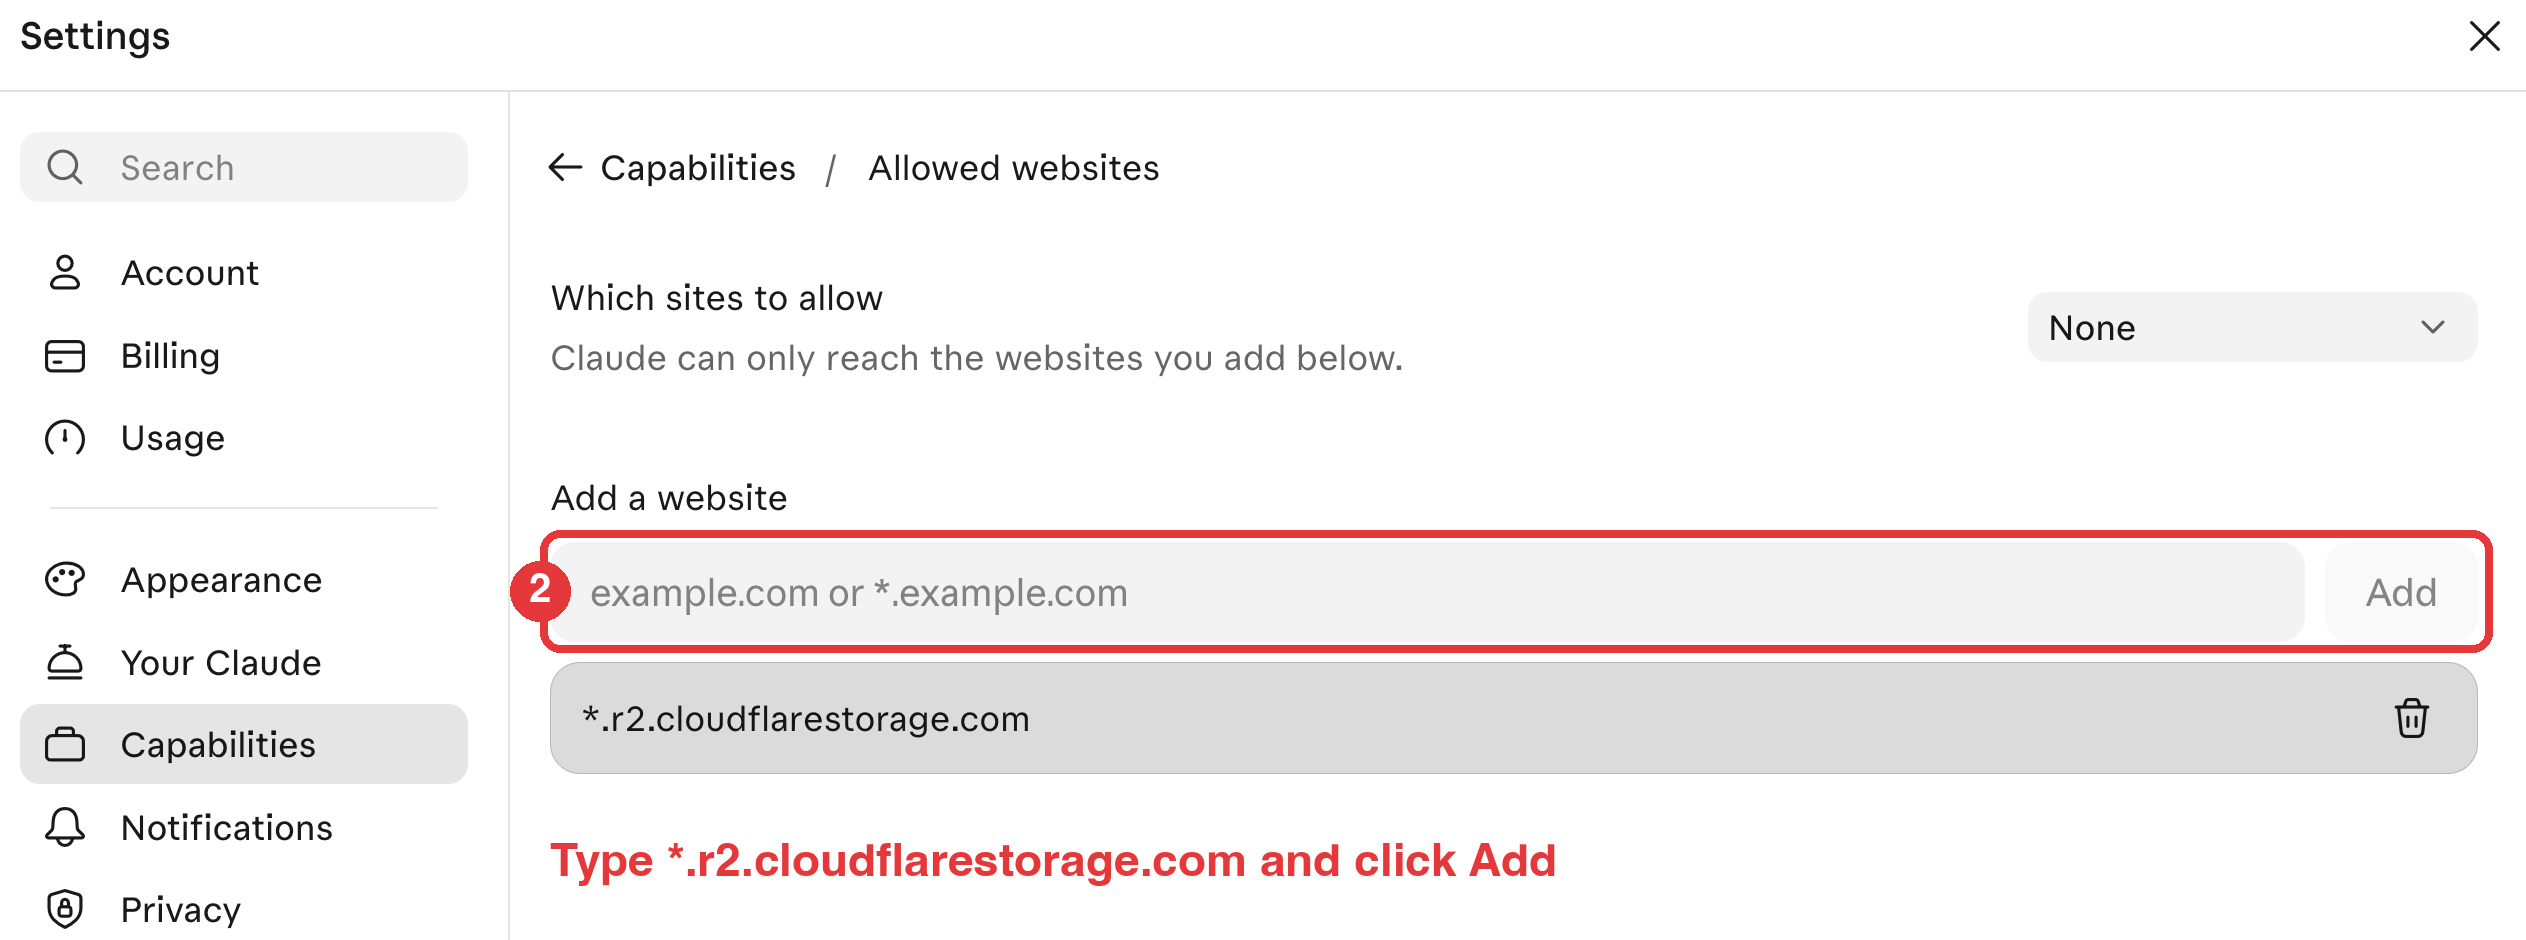 Settings
Search
Account
Billing
Usage
Appearance
Your Claude
Capabilities
Notifications
Privacy
Capabilities / Allowed websites
Which sites to allow
Claude can only reach the websites you add below.
None
Add a website
2
example.com or *.example.com
Add
*.r2.cloudflarestorage.com
Type *.r2.cloudflarestorage.com and click Add